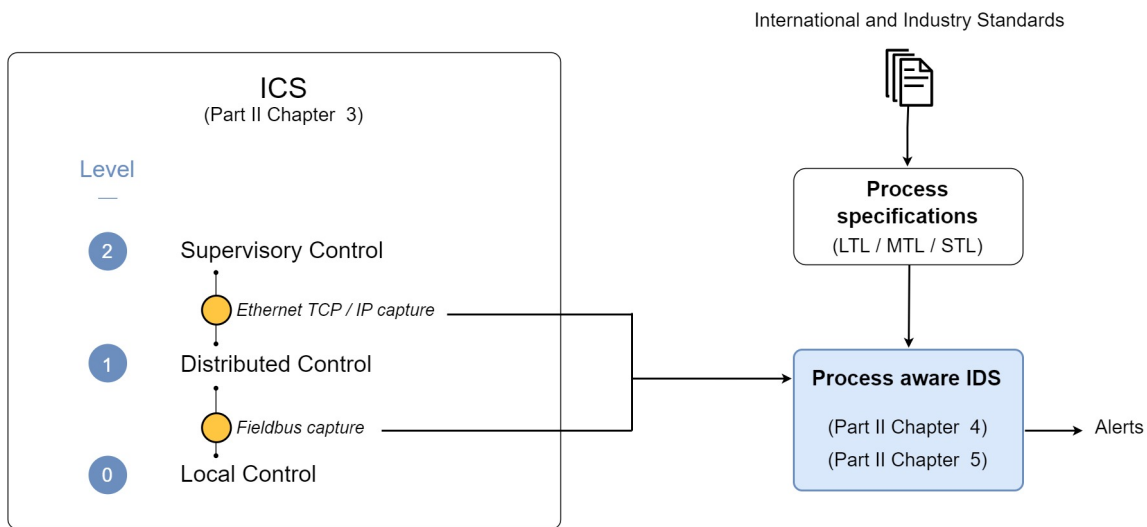 International and Industry Standards
ICS
(Part II Chapter 3)
Level
2
Supervisory Control
Ethernet TCP / IP capture
1
Distributed Control
Fieldbus capture
0
Local Control
Process
specifications
(LTL / MTL / STL)
Process aware IDS
(Part II Chapter 4)
(Part II Chapter 5)
Alerts